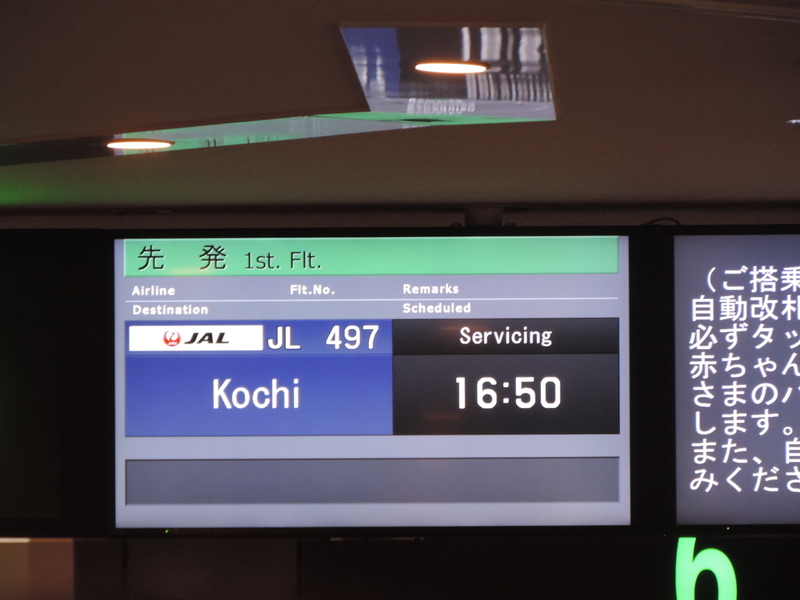 先 発 1st. Flt.
Airline Flt.No. Remarks
Destination Scheduled
JAL JL 497 Servicing
Kochi 16:50
(ご搭乗
自動改札
必ずタッ
赤ちゃん
さまのバ
します。
また、自
みくださ
6